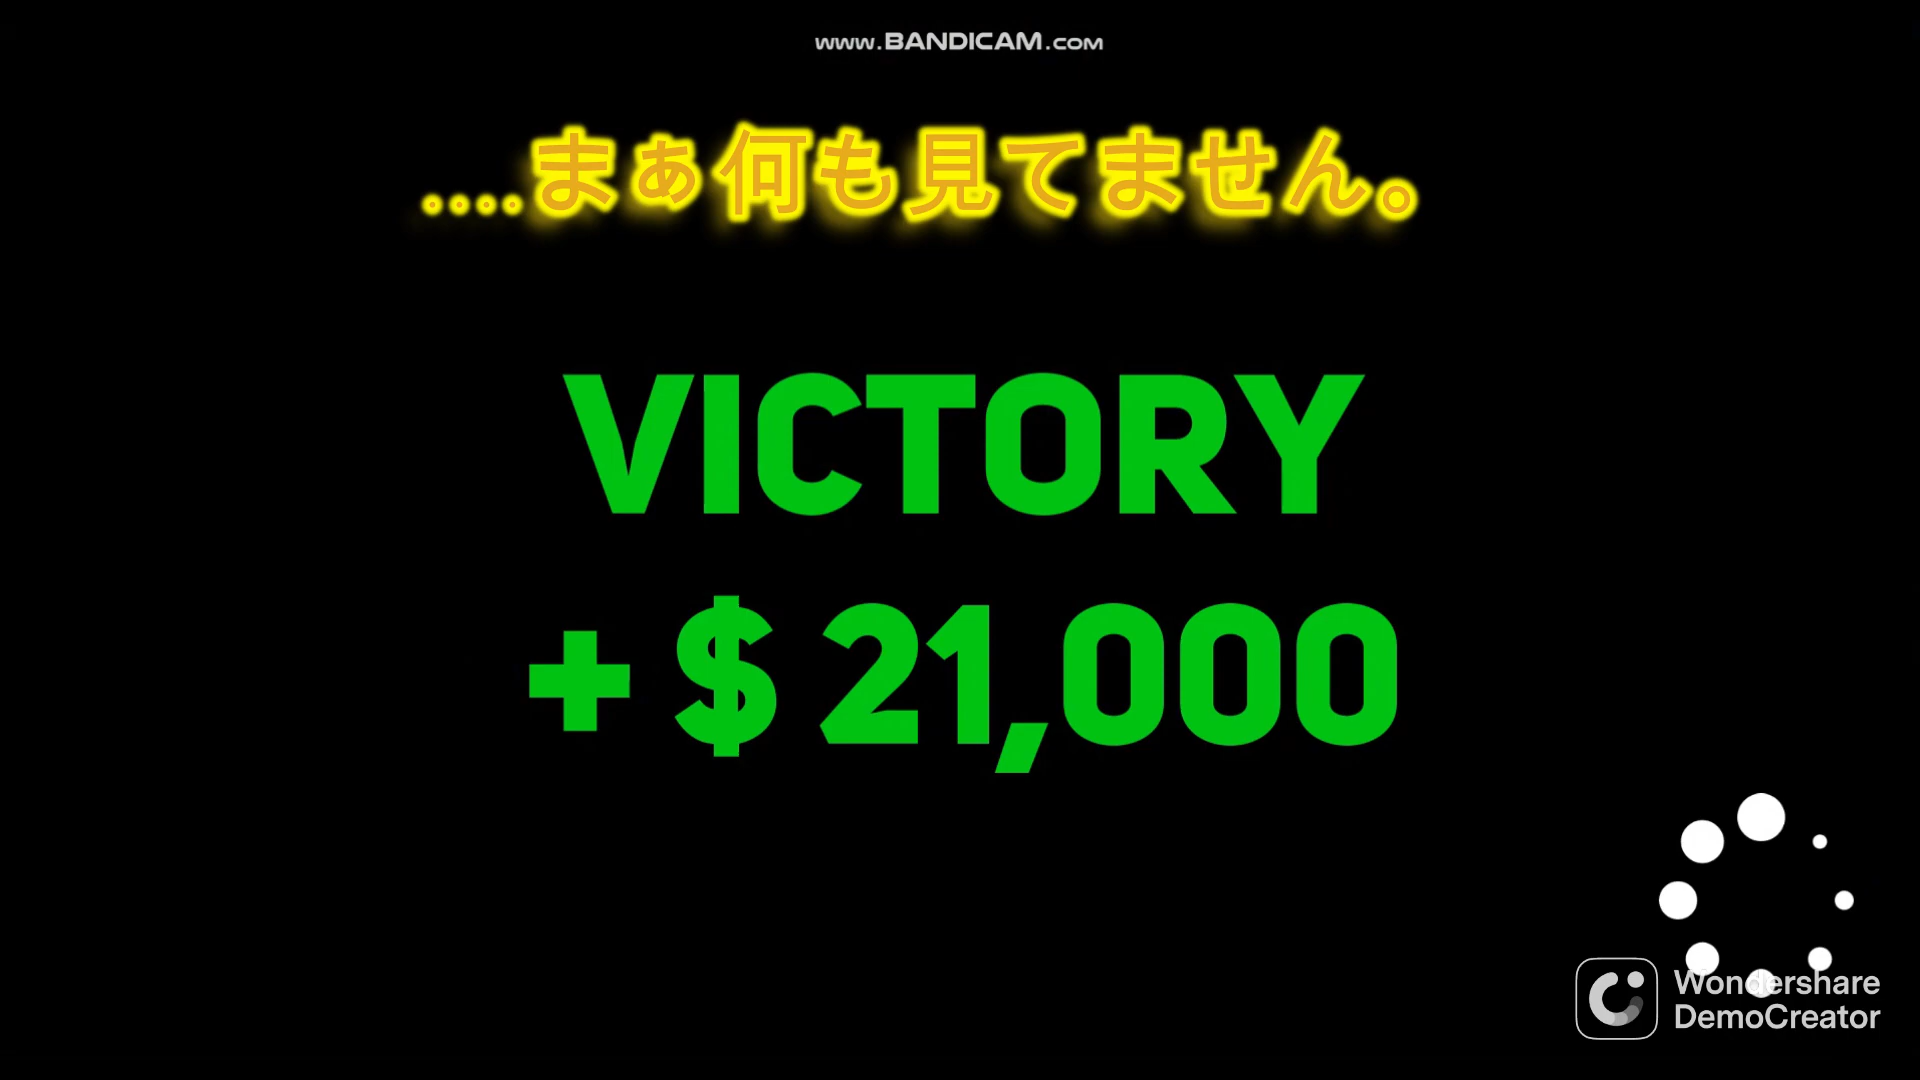 www.BANDICAM.com
....まぁ何も見てません。
VICTORY
+ $ 21,000
Wondershare
DemoCreator